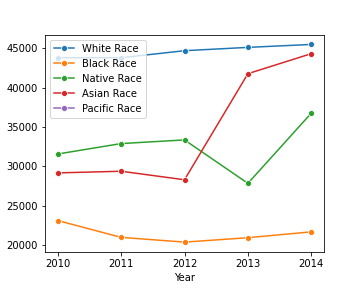 45000
40000
35000
30000
25000
20000
White Race
Black Race
Native Race
Asian Race
Pacific Race
2010 2011 2012 2013 2014
Year